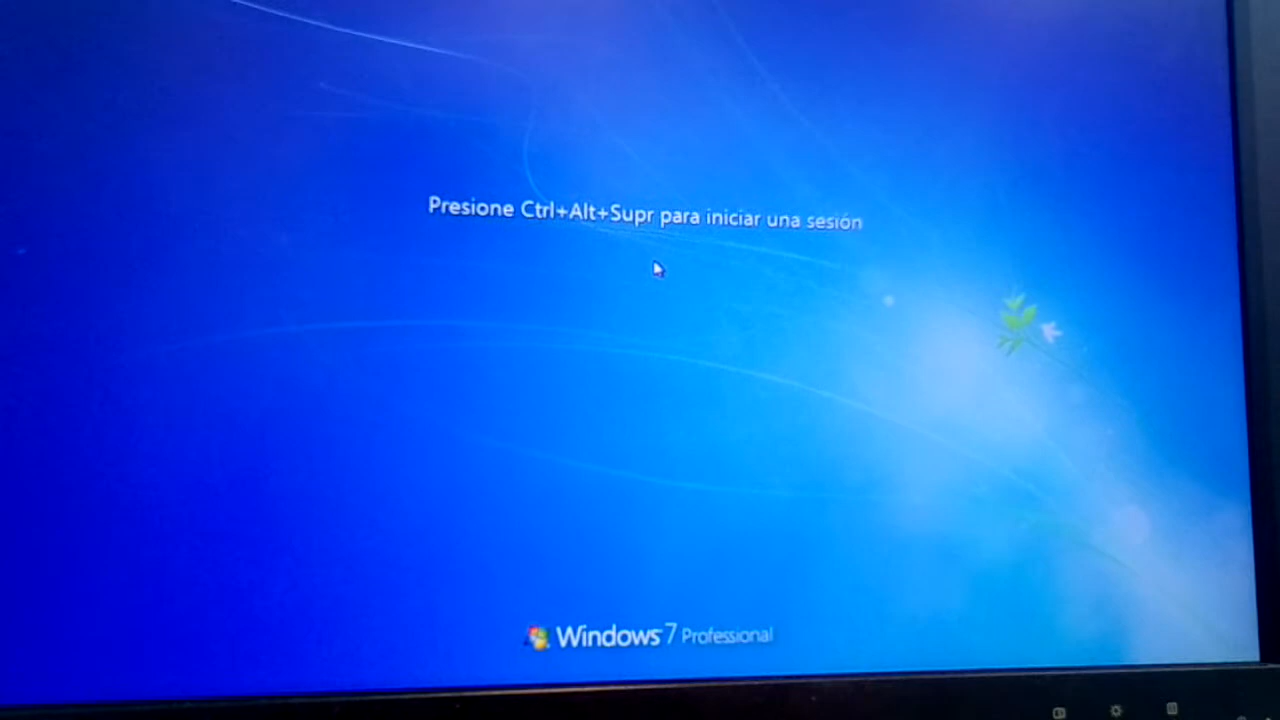 Presione Ctrl+Alt+Supr para iniciar una sesión
Windows 7 Professional